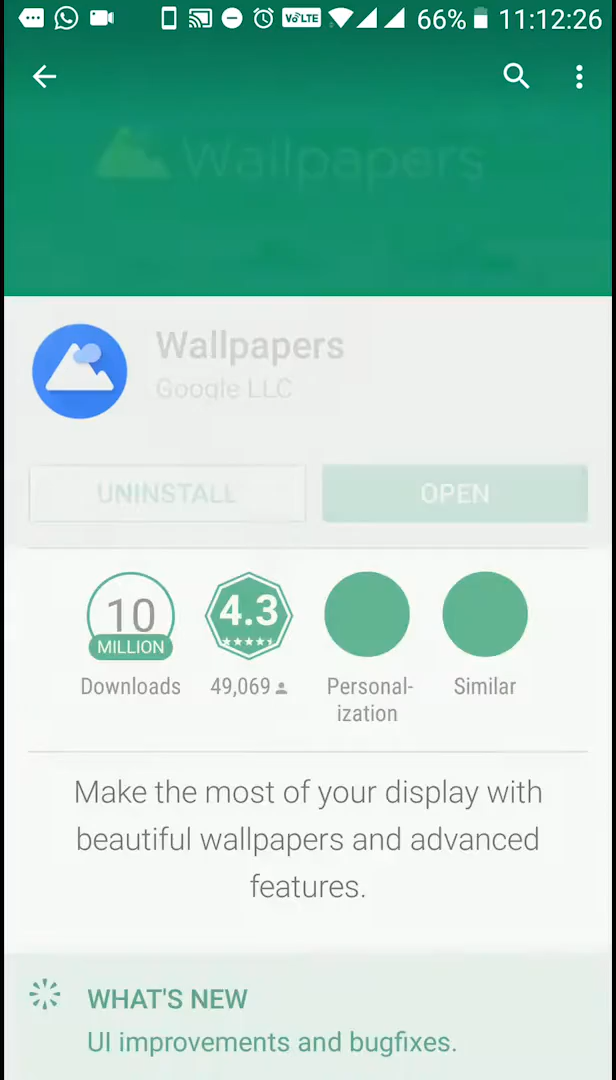 VoLTE 66% 11:12:26
Wallpapers
Wallpapers
Google LLC
UNINSTALL OPEN
10 4.3
MILLION
Downloads 49,069 Personal- Similar
ization
Make the most of your display with
beautiful wallpapers and advanced
features.
WHAT'S NEW
UI improvements and bugfixes.